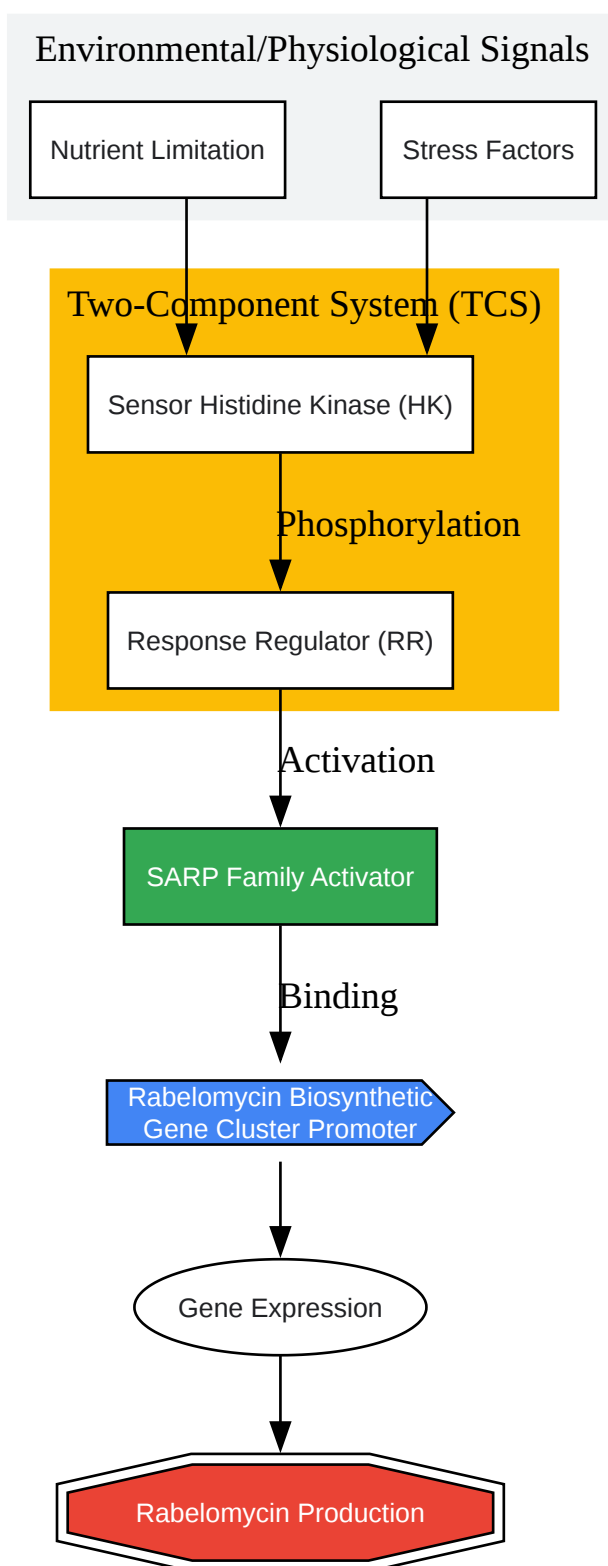 Environmental/Physiological Signals
Nutrient Limitation
Stress Factors
Two-Component System (TCS)
Sensor Histidine Kinase (HK)
Phosphorylation
Response Regulator (RR)
Activation
SARP Family Activator
Binding
Rabelomycin Biosynthetic
Gene Cluster Promoter
Gene Expression
Rabelomycin Production